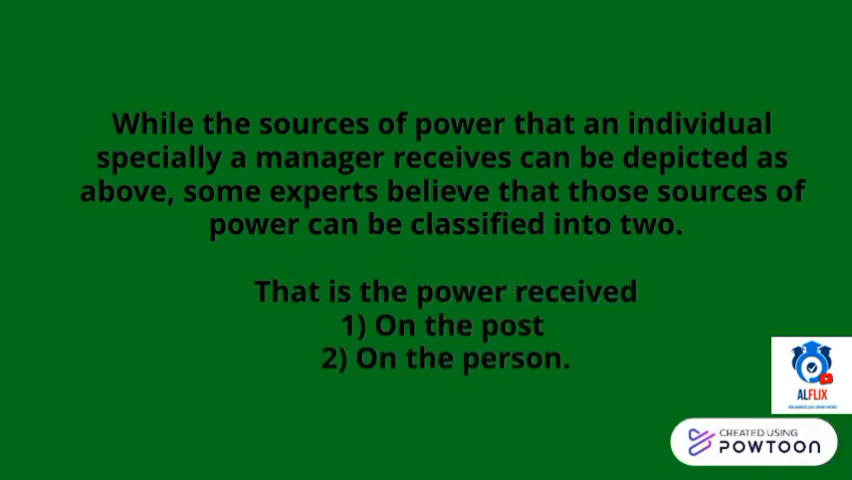 While the sources of power that an individual
specially a manager receives can be depicted as
above, some experts believe that those sources of
power can be classified into two.
That is the power received
1) On the post
2) On the person.
ALFLIX
CREATED USING
POWTOON